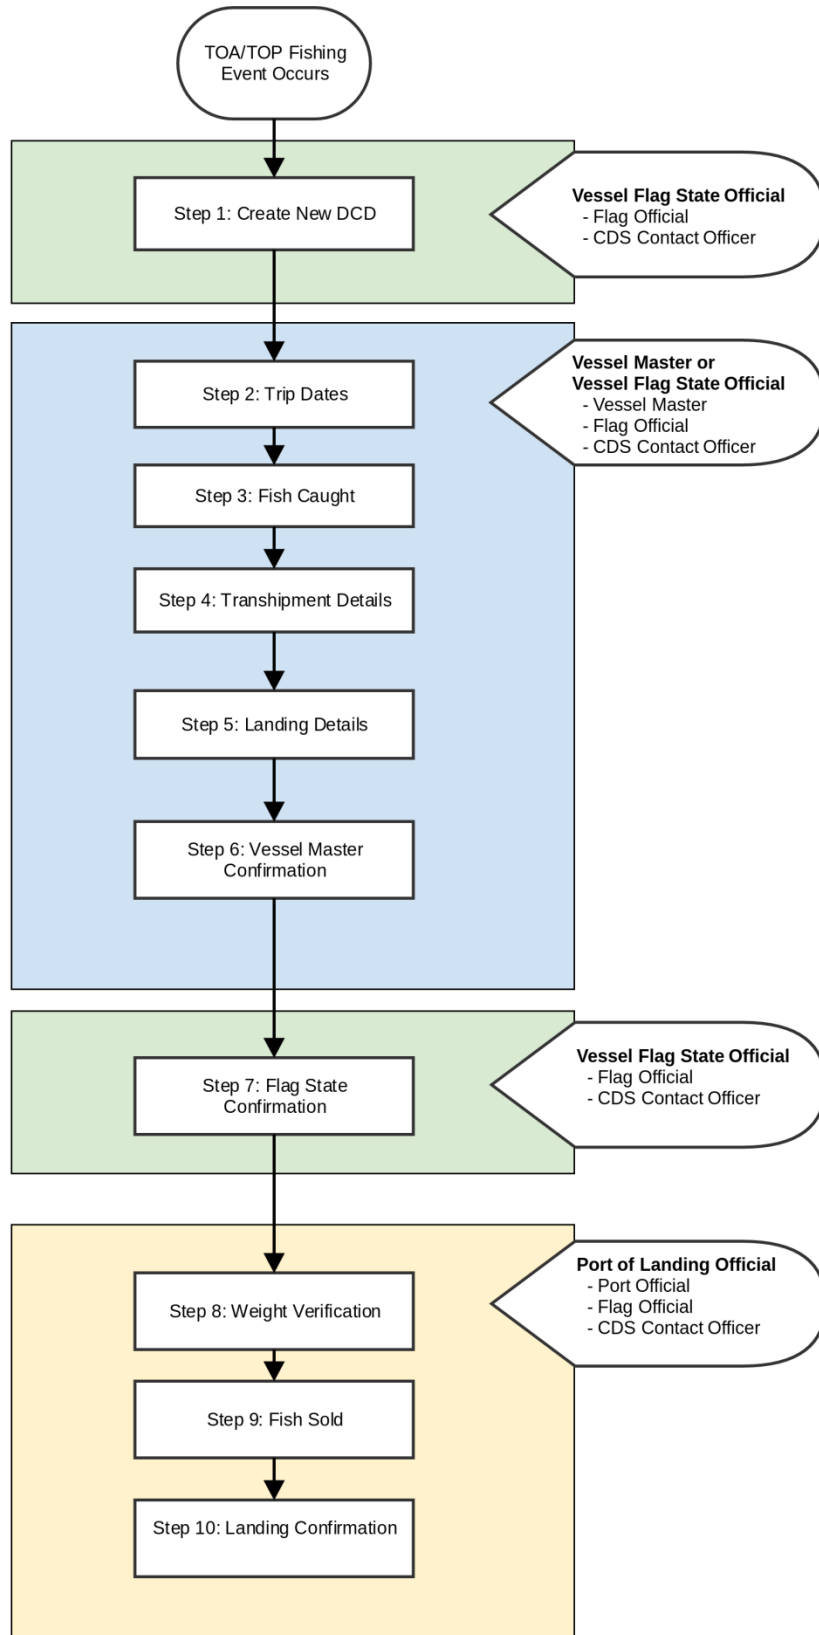 TOA/TOP Fishing
Event Occurs
Step 1: Create New DCD
Vessel Flag State Official
- Flag Official
- CDS Contact Officer
Step 2: Trip Dates
Vessel Master or
Vessel Flag State Official
- Vessel Master
- Flag Official
- CDS Contact Officer
Step 3: Fish Caught
Step 4: Transhipment Details
Step 5: Landing Details
Step 6: Vessel Master
Confirmation
Step 7: Flag State
Confirmation
Vessel Flag State Official
- Flag Official
- CDS Contact Officer
Step 8: Weight Verification
Port of Landing Official
- Port Official
- Flag Official
- CDS Contact Officer
Step 9: Fish Sold
Step 10: Landing Confirmation